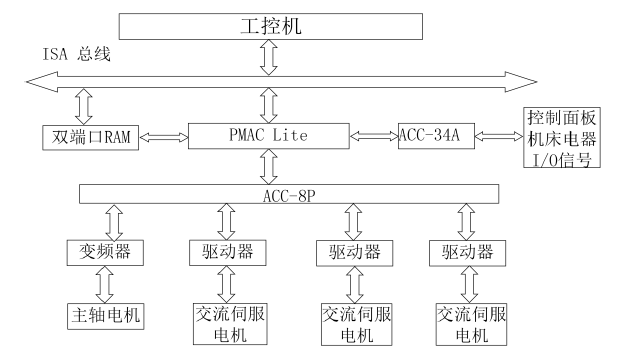 工控机
ISA 总线
双端口RAM
PMAC Lite
ACC-34A
控制面板
机床电器
I/O信号
ACC-8P
变频器
驱动器
驱动器
驱动器
主轴电机
交流伺服
电机
交流伺服
电机
交流伺服
电机